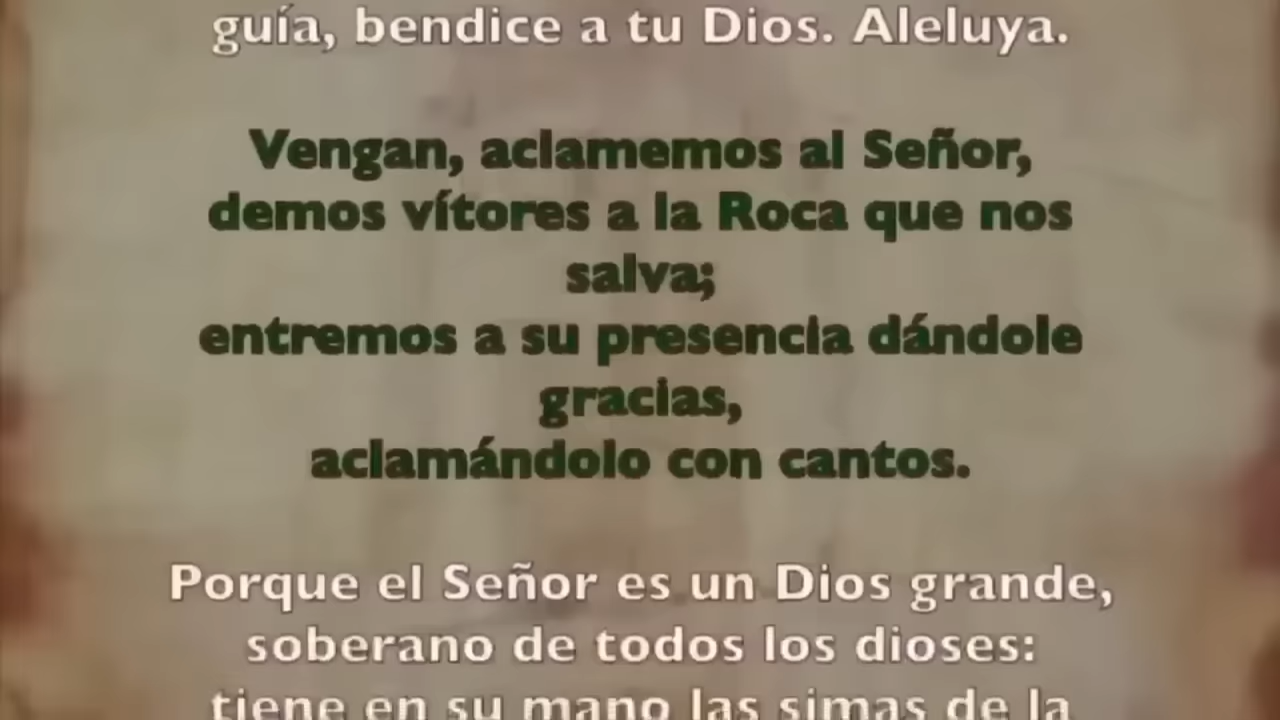 guía, bendice a tu Dios. Aleluya.
Vengan, aclamemos al Señor,
demos vítores a la Roca que nos
salva;
entremos a su presencia dándole
gracias,
aclamándolo con cantos.
Porque el Señor es un Dios grande,
soberano de todos los dioses:
tiene en su mano las simas de la